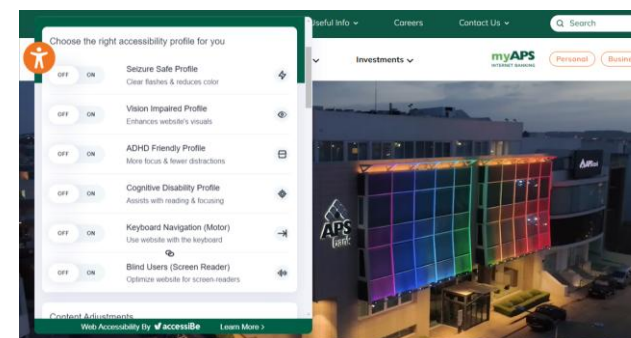 Useful Info
Careers
Contact Us
Search
Choose the right accessibility profile for you
Investments
myAPS
INTERNET BANKING
Personal
OFF ON
Seizure Safe Profile
Clear flashes & reduces color
OFF ON
Vision Impaired Profile
Enhances website's visuals
OFF ON
ADHD Friendly Profile
More focus & fewer distractions
OFF ON
Cognitive Disability Profile
Assists with reading & focusing
OFF ON
Keyboard Navigation (Motor)
Use website with the keyboard
OFF ON
Blind Users (Screen Reader)
Optimize website for screen-readers
Content Adjustments
Web Accessibility By accessiBe Learn More >
APS
bank